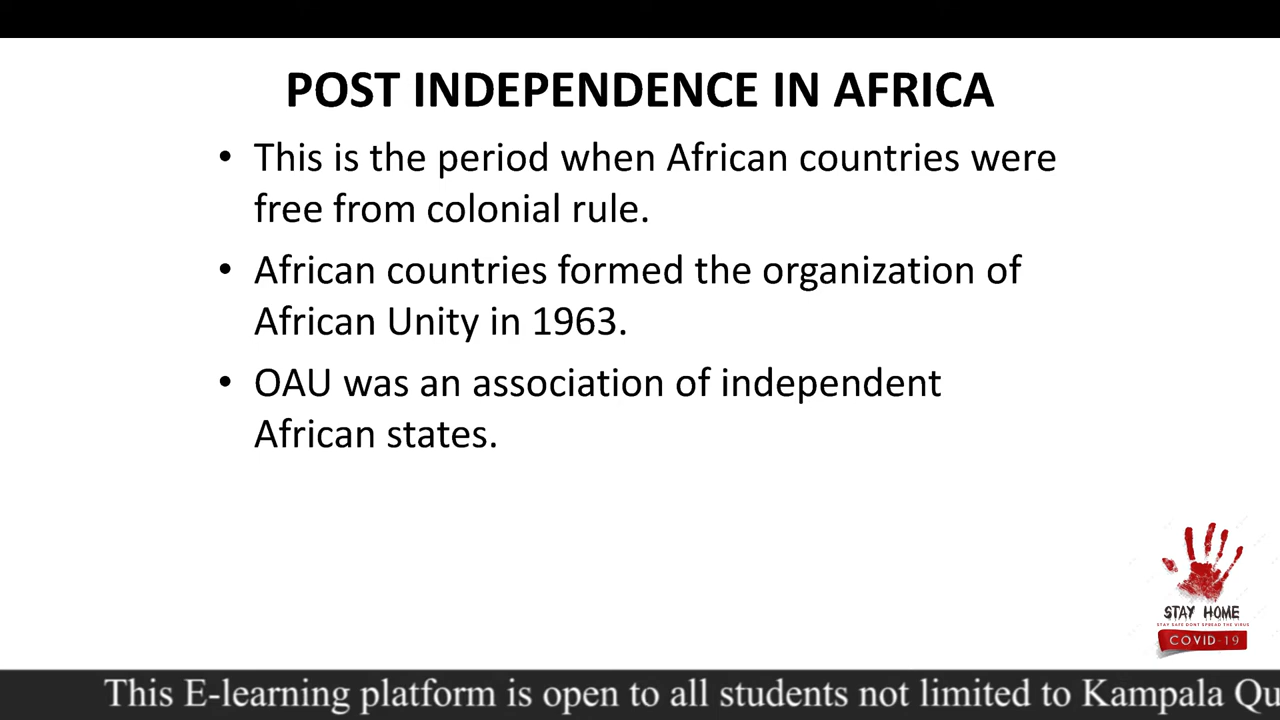 POST INDEPENDENCE IN AFRICA
• This is the period when African countries were
free from colonial rule.
• African countries formed the organization of
African Unity in 1963.
• OAU was an association of independent
African states.
STAY HOME
STAY SAFE DONT SPREAD THE VIRUS
COVID-19
This E-learning platform is open to all students not limited to Kampala Qu